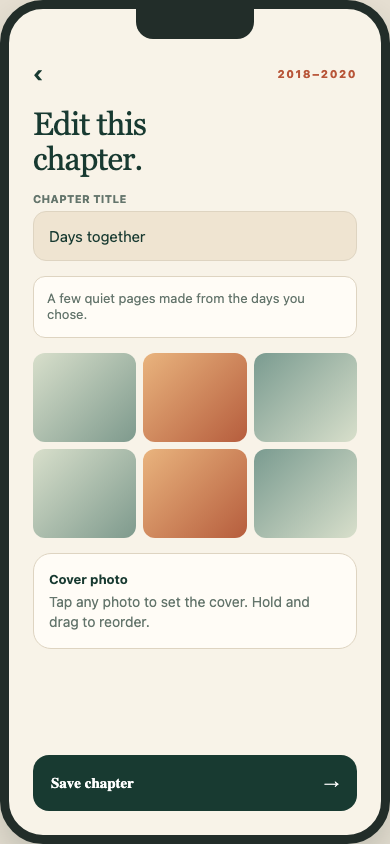 ‹
2018–2020
Edit this
chapter.
CHAPTER TITLE
Days together
A few quiet pages made from the days you
chose.
Cover photo
Tap any photo to set the cover. Hold and
drag to reorder.
Save chapter →